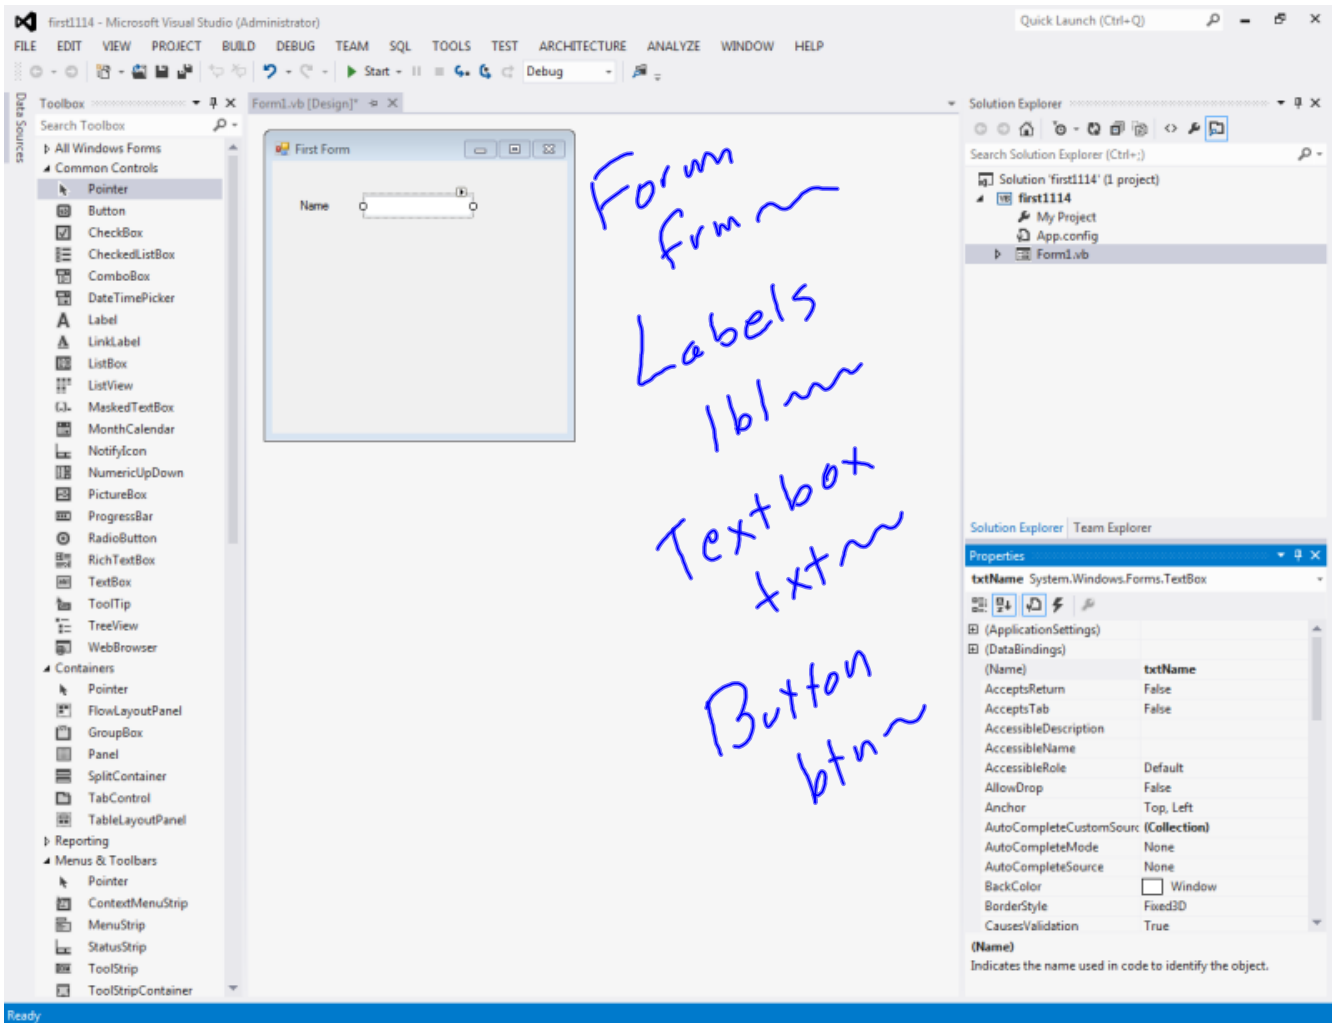 first1114 - Microsoft Visual Studio (Administrator)
Quick Launch (Ctrl+Q)
FILE EDIT VIEW PROJECT BUILD DEBUG TEAM SQL TOOLS TEST ARCHITECTURE ANALYZE WINDOW HELP
Start
Debug
Data Sources
Toolbox
Search Toolbox
All Windows Forms
Common Controls
Pointer
Button
CheckBox
CheckedListBox
ComboBox
DateTimePicker
Label
LinkLabel
ListBox
ListView
MaskedTextBox
MonthCalendar
NotifyIcon
NumericUpDown
PictureBox
ProgressBar
RadioButton
RichTextBox
TextBox
ToolTip
TreeView
WebBrowser
Containers
Pointer
FlowLayoutPanel
GroupBox
Panel
SplitContainer
TabControl
TableLayoutPanel
Reporting
Menus & Toolbars
Pointer
ContextMenuStrip
MenuStrip
StatusStrip
ToolStrip
ToolStripContainer
Form1.vb [Design]*
First Form
Name
Form
frm
Labels
lbl
Textbox
txt
Button
btn
Solution Explorer
Search Solution Explorer (Ctrl+;)
Solution 'first1114' (1 project)
first1114
My Project
App.config
Form1.vb
Solution Explorer Team Explorer
Properties
txtName System.Windows.Forms.TextBox
(ApplicationSettings)
(DataBindings)
(Name) txtName
AcceptsReturn False
AcceptsTab False
AccessibleDescription
AccessibleName
AccessibleRole Default
AllowDrop False
Anchor Top, Left
AutoCompleteCustomSourc (Collection)
AutoCompleteMode None
AutoCompleteSource None
BackColor Window
BorderStyle Fixed3D
CausesValidation True
(Name)
Indicates the name used in code to identify the object.
Ready